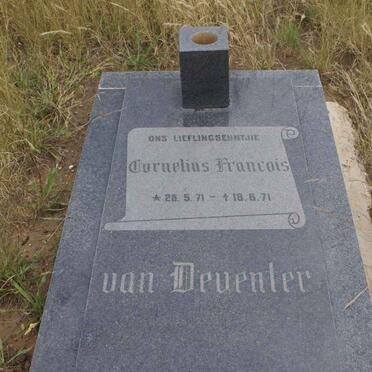 ONS LIEFLINGSEUNTJIE
Cornelius Francois
* 28. 5. 71 - † 18. 6. 71
van Deventer